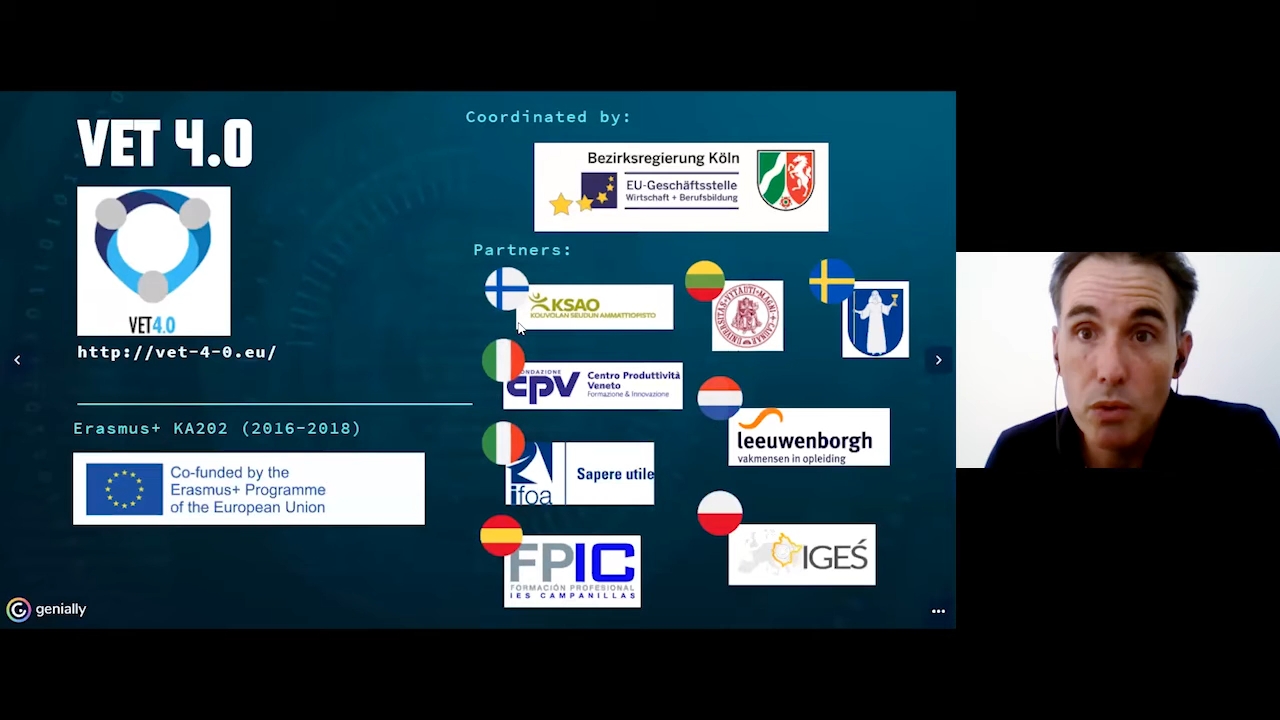 VET 4.0
VET4.0
http://vet-4-0.eu/
Erasmus+ KA202 (2016-2018)
Co-funded by the
Erasmus+ Programme
of the European Union
Coordinated by:
Bezirksregierung Köln
EU-Geschäftsstelle
Wirtschaft + Berufsbildung
Partners:
KSAO
KOUVOLAN SEUDUN AMMATTIOPISTO
UNIVERSITAS VYTAUTI MAGNI
CPV
Centro Produttività
Veneto
Formazione & Innovazione
leeuwenborgh
vakmensen in opleiding
ifoa
Sapere utile
FPIC
FORMACIÓN PROFESIONAL
IES CAMPANILLAS
IGEŚ
genially